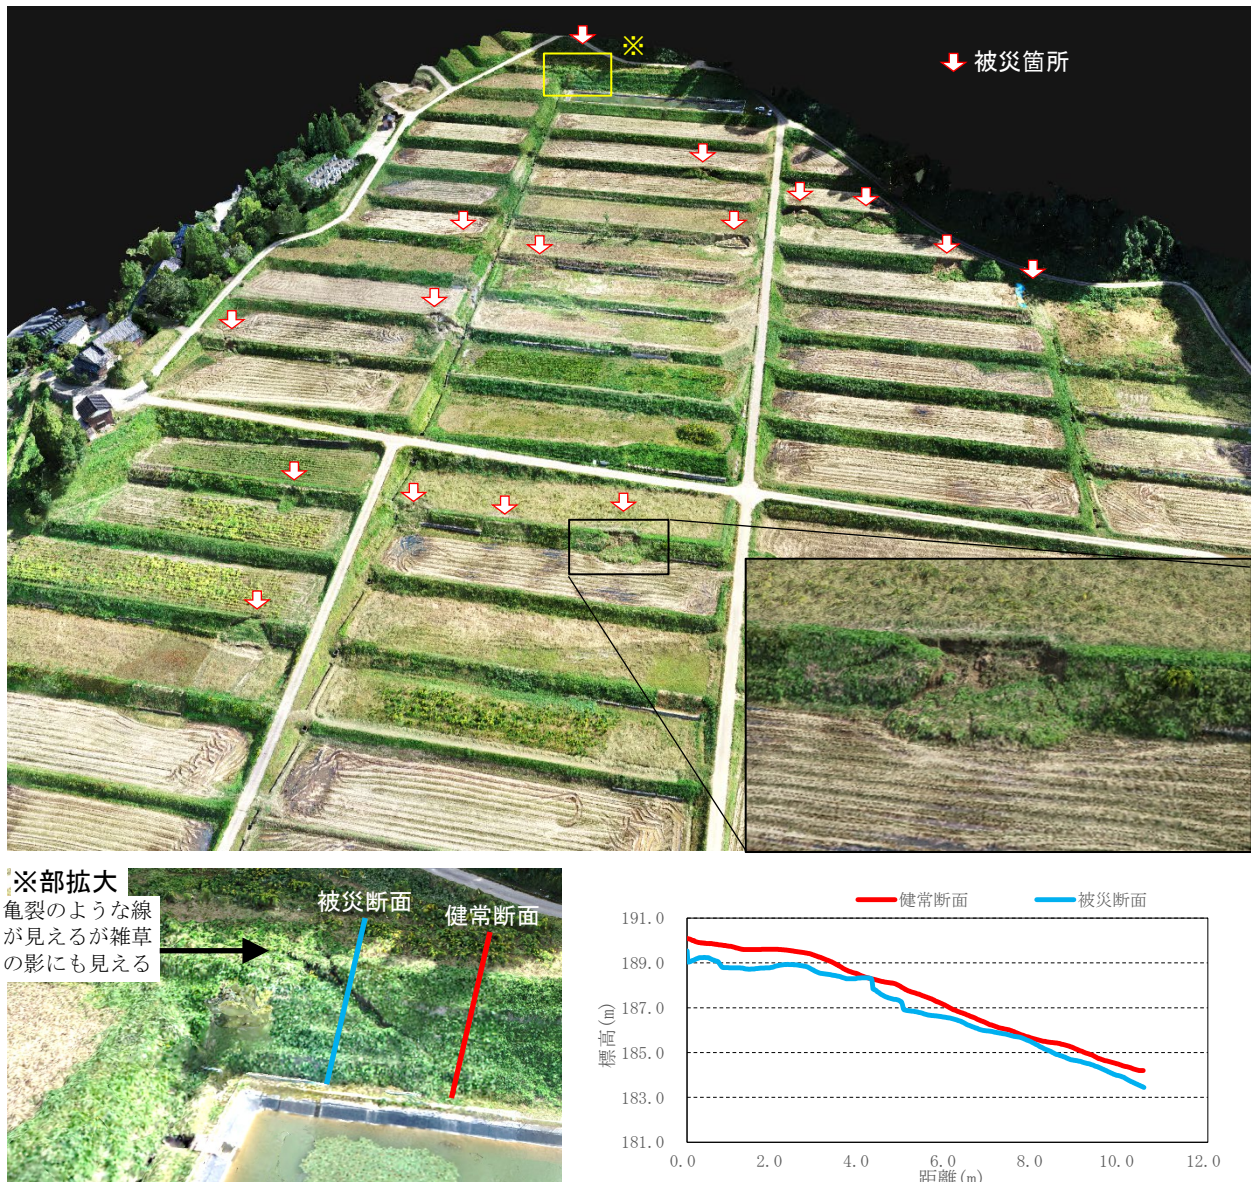 ※
被災箇所
※部拡大
亀裂のような線
が見えるが雑草
の影にも見える
被災断面
健常断面
健常断面
被災断面
191.0
189.0
187.0
185.0
183.0
181.0
標高(m)
0.0 2.0 4.0 6.0 8.0 10.0 12.0
距離(m)